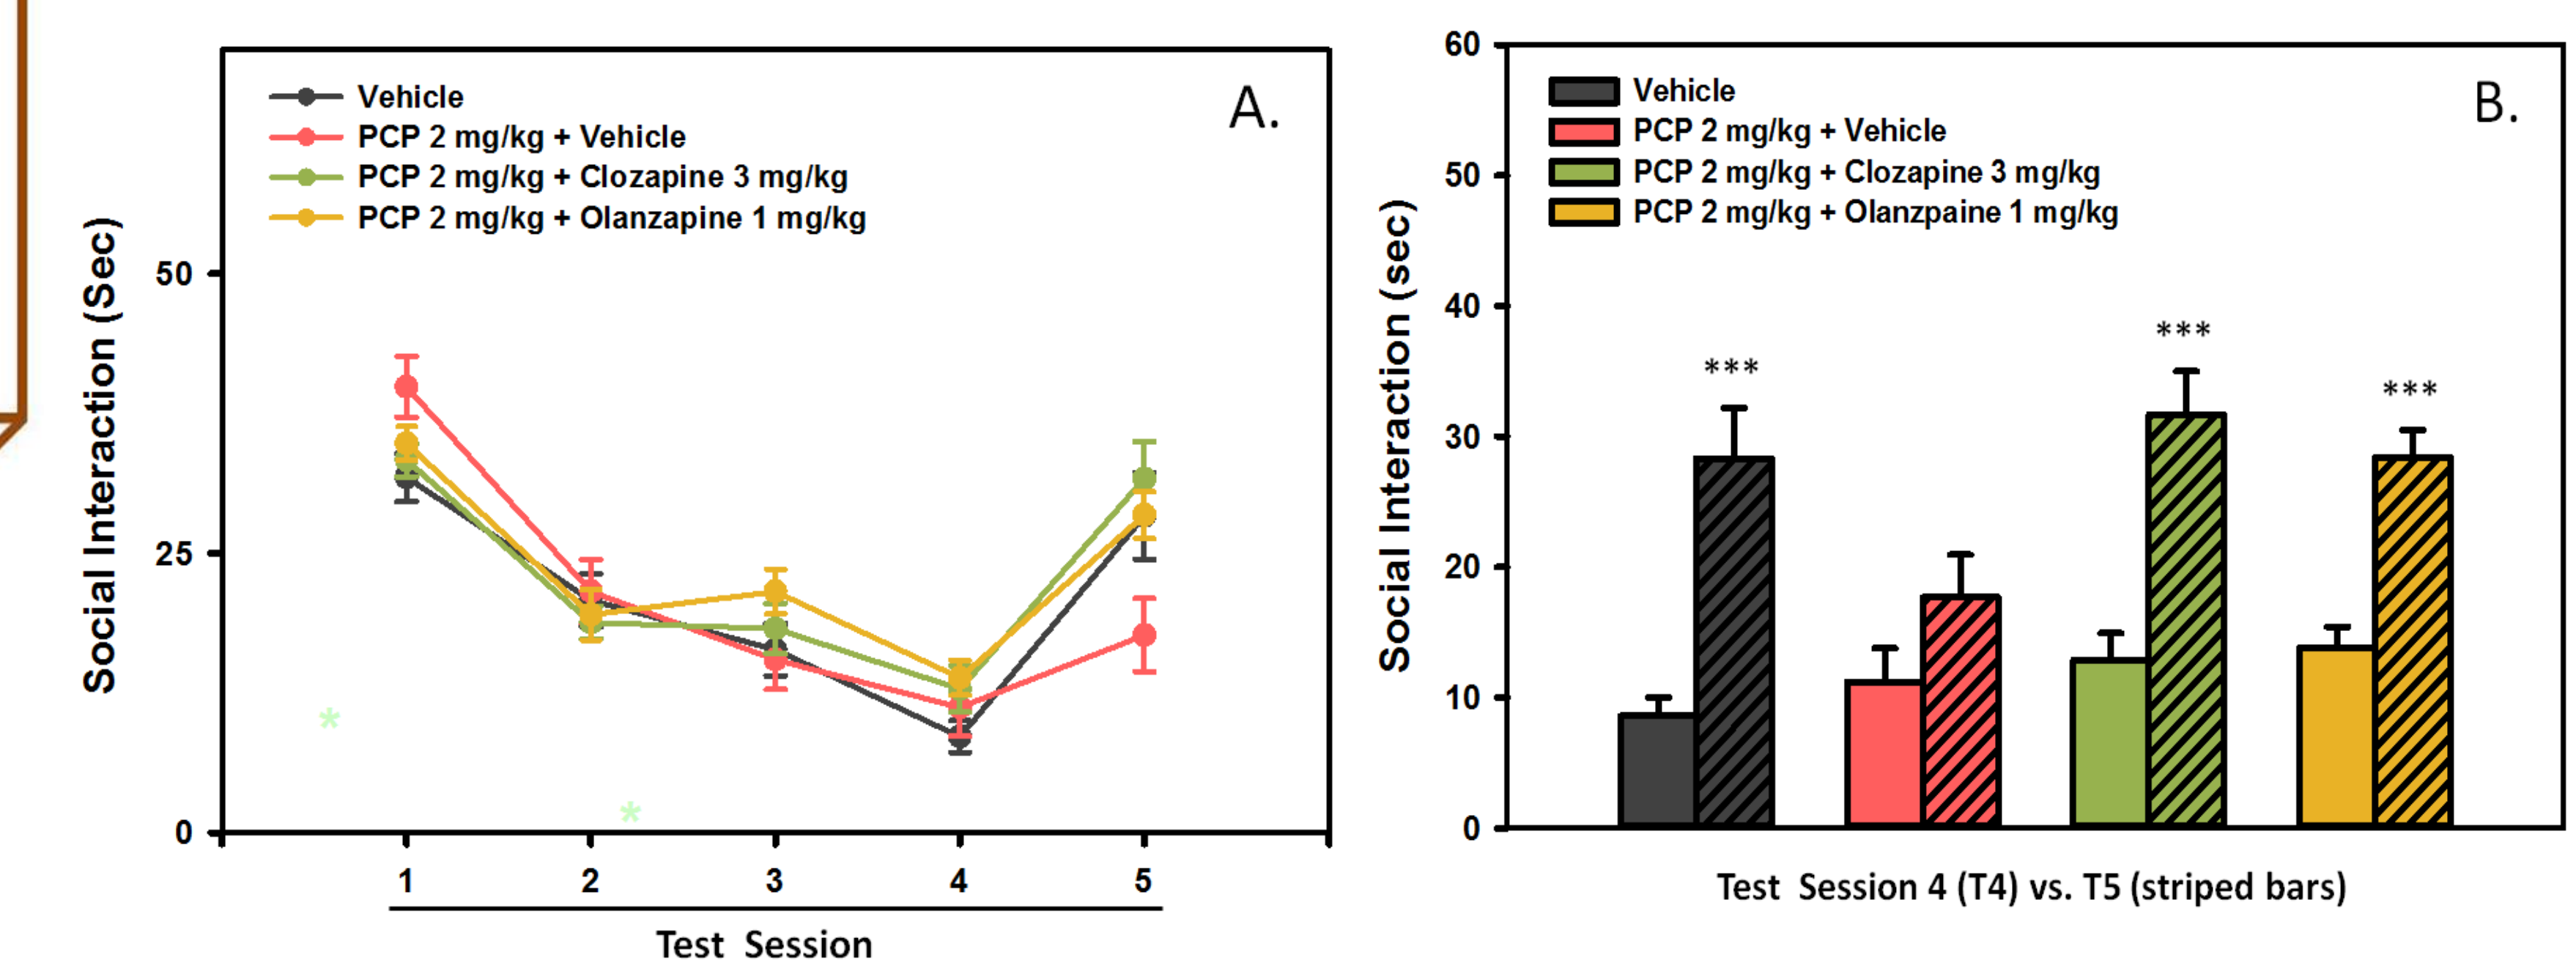 A.
Vehicle
PCP 2 mg/kg + Vehicle
PCP 2 mg/kg + Clozapine 3 mg/kg
PCP 2 mg/kg + Olanzapine 1 mg/kg
Social Interaction (Sec)
50
25
0
*
*
1 2 3 4 5
Test Session
B.
Vehicle
PCP 2 mg/kg + Vehicle
PCP 2 mg/kg + Clozapine 3 mg/kg
PCP 2 mg/kg + Olanzpaine 1 mg/kg
Social Interaction (sec)
60
50
40
30
20
10
0
***
***
***
Test Session 4 (T4) vs. T5 (striped bars)